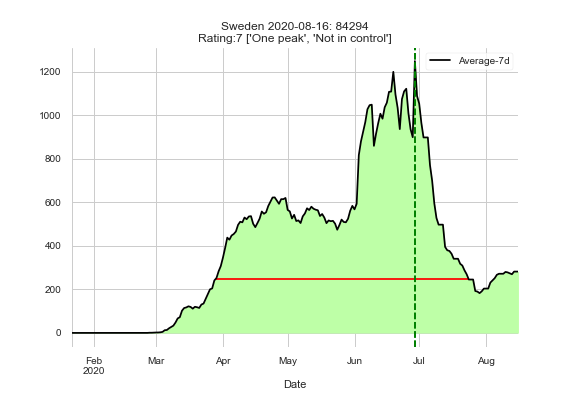 Sweden 2020-08-16: 84294
Rating:7 ['One peak', 'Not in control']
Average-7d
1200
1000
800
600
400
200
0
Feb
2020
Mar
Apr
May
Jun
Jul
Aug
Date